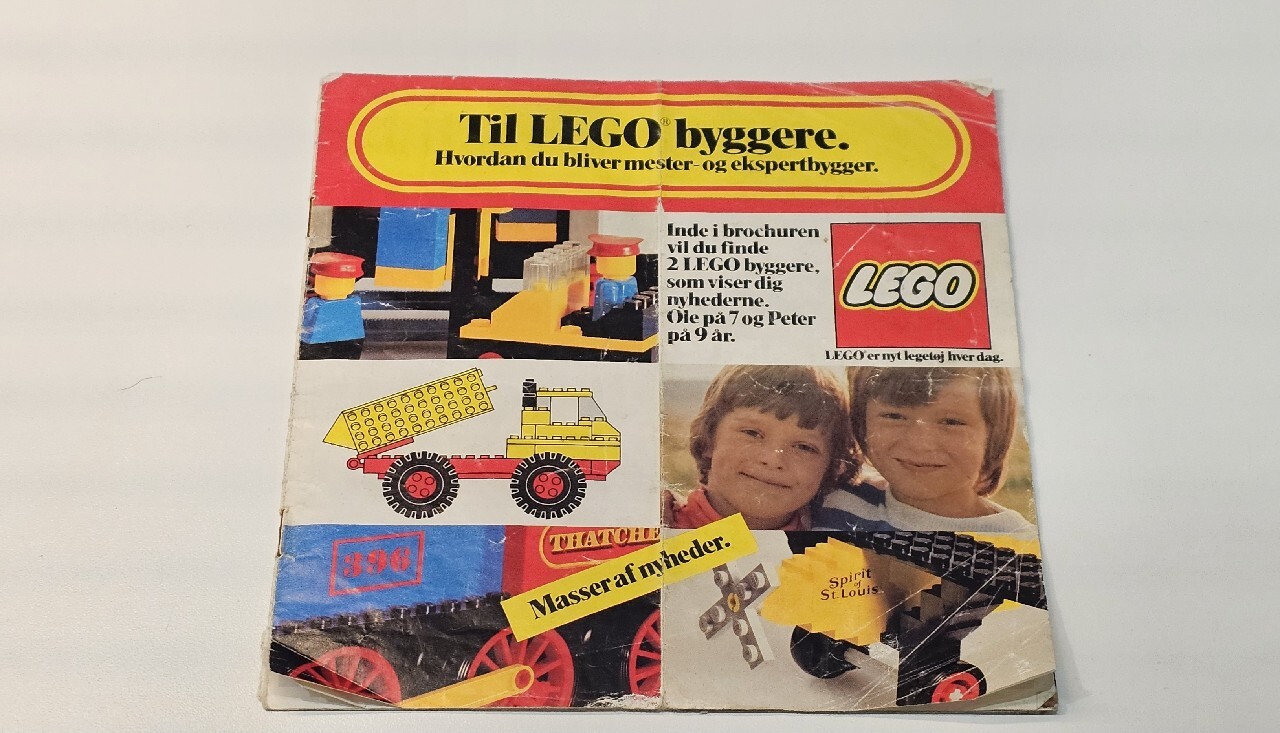 Til LEGO® byggere.
Hvordan du bliver mester- og ekspertbygger.
Inde i brochuren
vil du finde
2 LEGO byggere,
som viser dig
nyhederne.
Ole på 7 og Peter
på 9 år.
LEGO
LEGO® er nyt legetøj hver dag.
396
THATCHE
Masser af nyheder.
Spirit
of
St. Louis